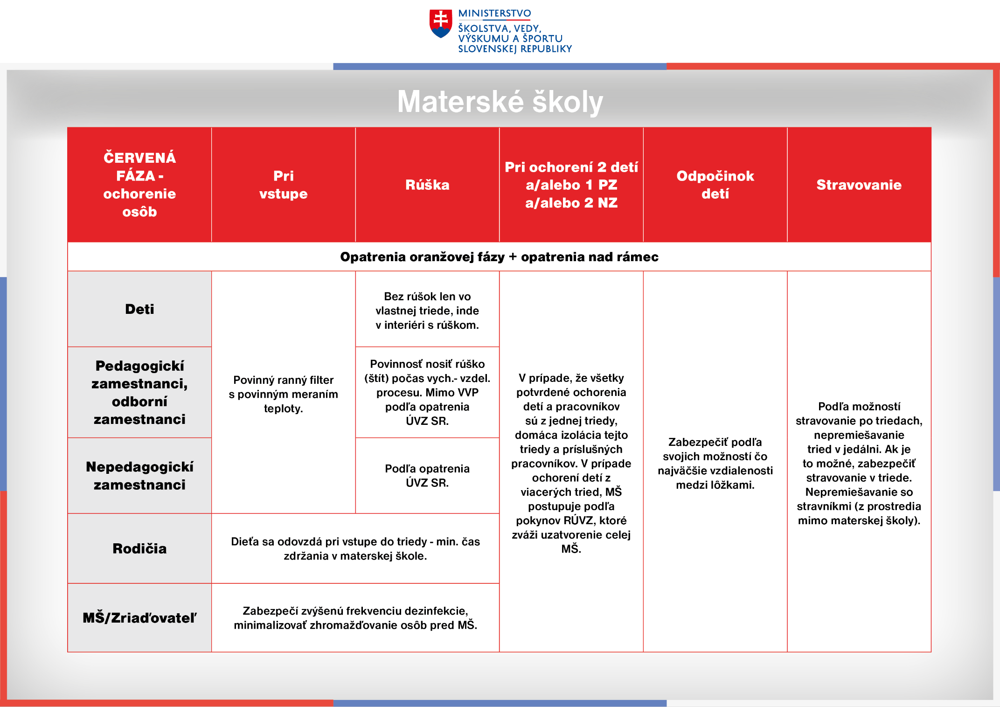 MINISTERSTVO
ŠKOLSTVA, VEDY,
VÝSKUMU A ŠPORTU
SLOVENSKEJ REPUBLIKY
Materské školy
ČERVENÁ
FÁZA -
ochorenie
osôb
Pri
vstupe
Rúška
Pri ochorení 2 detí
a/alebo 1 PZ
a/alebo 2 NZ
Odpočinok
detí
Stravovanie
Opatrenia oranžovej fázy + opatrenia nad rámec
Deti
Bez rúšok len vo
vlastnej triede, inde
v interiéri s rúškom.
Pedagogickí
zamestnanci,
odborní
zamestnanci
Povinný ranný filter
s povinným meraním
teploty.
Povinnosť nosiť rúško
(štít) počas vych.- vzdel.
procesu. Mimo VVP
podľa opatrenia
ÚVZ SR.
Nepedagogickí
zamestnanci
Podľa opatrenia
ÚVZ SR.
V prípade, že všetky
potvrdené ochorenia
detí a pracovníkov
sú z jednej triedy,
domáca izolácia tejto
triedy a príslušných
pracovníkov. V prípade
ochorení detí z
viacerých tried, MŠ
postupuje podľa
pokynov RÚVZ, ktoré
zváži uzatvorenie celej
MŠ.
Zabezpečiť podľa
svojich možností čo
najväčšie vzdialenosti
medzi lôžkami.
Podľa možností
stravovanie po triedach,
nepremiešavanie
tried v jedálni. Ak je
to možné, zabezpečiť
stravovanie v triede.
Nepremiešavanie so
stravníkmi (z prostredia
mimo materskej školy).
Rodičia
Dieťa sa odovzdá pri vstupe do triedy - min. čas
zdržania v materskej škole.
MŠ/Zriaďovateľ
Zabezpečí zvýšenú frekvenciu dezinfekcie,
minimalizovať zhromažďovanie osôb pred MŠ.